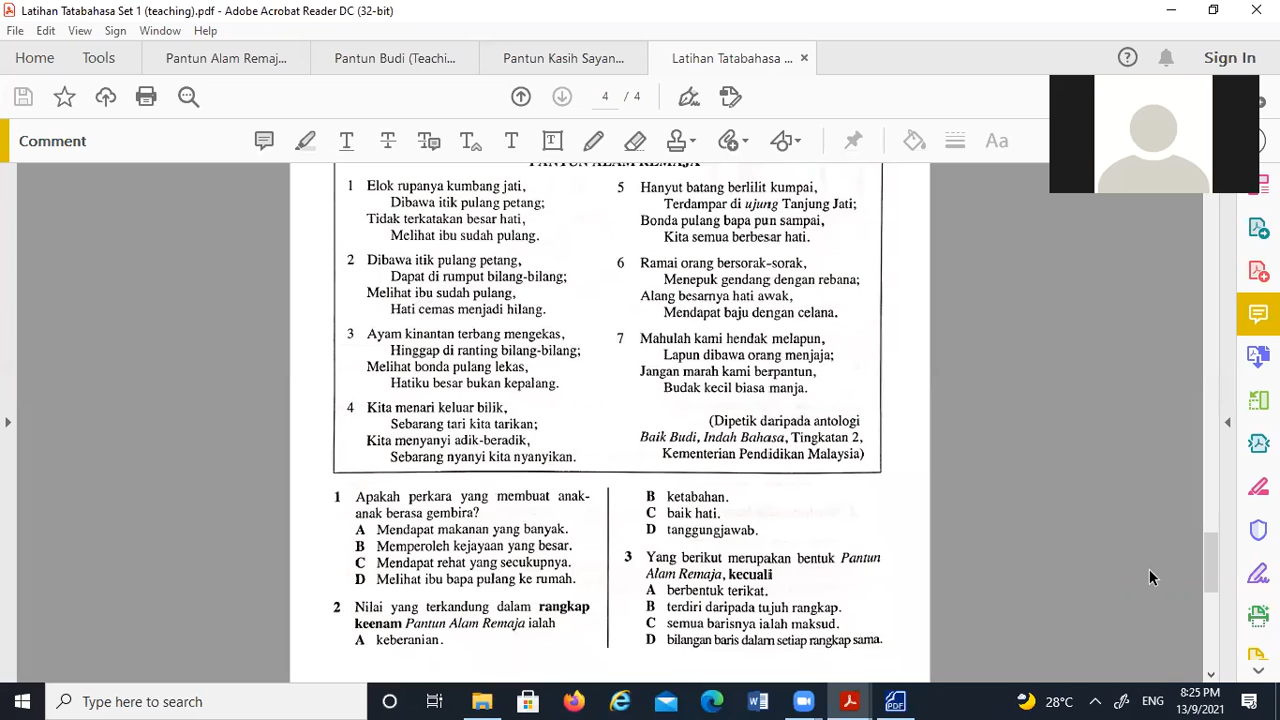 Latihan Tatabahasa Set 1 (teaching).pdf - Adobe Acrobat Reader DC (32-bit)
File Edit View Sign Window Help
Home Tools Pantun Alam Remaj... Pantun Budi (Teachi... Pantun Kasih Sayan... Latihan Tatabahasa ... Sign In
4 / 4
Comment
PANTUN ALAM REMAJA
1 Elok rupanya kumbang jati,
Dibawa itik pulang petang;
Tidak terkatakan besar hati,
Melihat ibu sudah pulang.
2 Dibawa itik pulang petang,
Dapat di rumput bilang-bilang;
Melihat ibu sudah pulang,
Hati cemas menjadi hilang.
3 Ayam kinantan terbang mengekas,
Hinggap di ranting bilang-bilang;
Melihat bonda pulang lekas,
Hatiku besar bukan kepalang.
4 Kita menari keluar bilik,
Sebarang tari kita tarikan;
Kita menyanyi adik-beradik,
Sebarang nyanyi kita nyanyikan.
5 Hanyut batang berlilit kumpai,
Terdampar di ujung Tanjung Jati;
Bonda pulang bapa pun sampai,
Kita semua berbesar hati.
6 Ramai orang bersorak-sorak,
Menepuk gendang dengan rebana;
Alang besarnya hati awak,
Mendapat baju dengan celana.
7 Mahulah kami hendak melapun,
Lapun dibawa orang menjaja;
Jangan marah kami berpantun,
Budak kecil biasa manja.
(Dipetik daripada antologi
Baik Budi, Indah Bahasa, Tingkatan 2,
Kementerian Pendidikan Malaysia)
1 Apakah perkara yang membuat anak-
anak berasa gembira?
A Mendapat makanan yang banyak.
B Memperoleh kejayaan yang besar.
C Mendapat rehat yang secukupnya.
D Melihat ibu bapa pulang ke rumah.
2 Nilai yang terkandung dalam rangkap
keenam Pantun Alam Remaja ialah
A keberanian.
B ketabahan.
C baik hati.
D tanggungjawab.
3 Yang berikut merupakan bentuk Pantun
Alam Remaja, kecuali
A berbentuk terikat.
B terdiri daripada tujuh rangkap.
C semua barisnya ialah maksud.
D bilangan baris dalam setiap rangkap sama.
Type here to search
28°C ENG
8:25 PM
13/9/2021